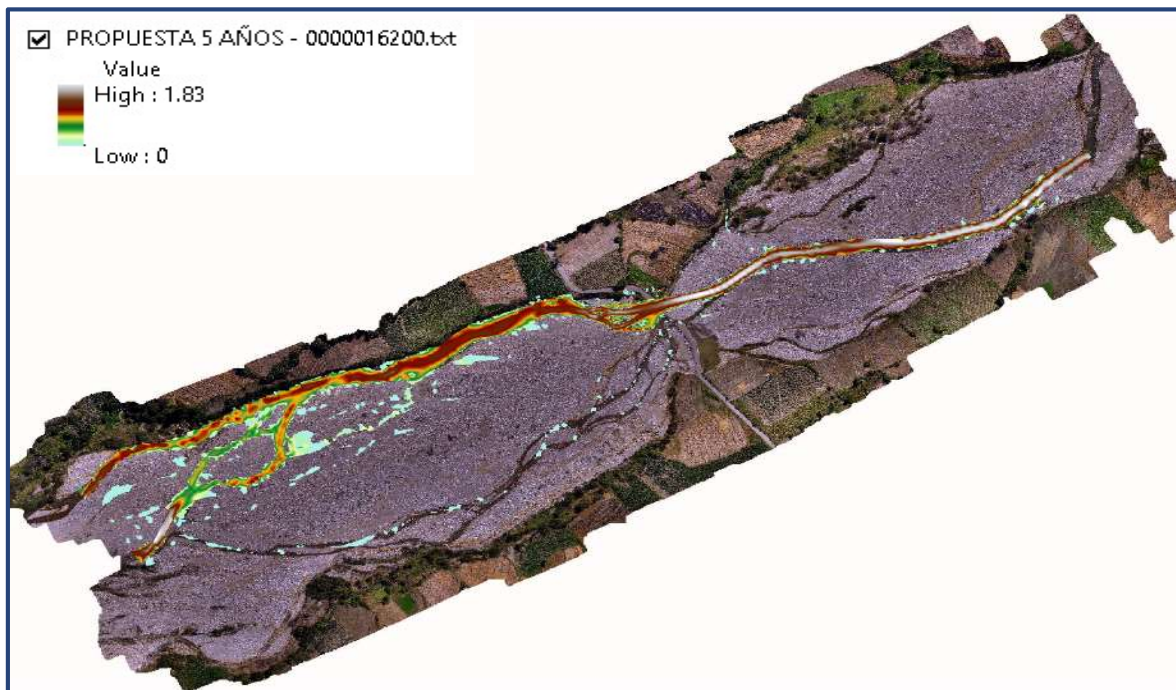 PROPUESTA 5 AÑOS - 0000016200.txt
Value
High : 1.83
Low : 0